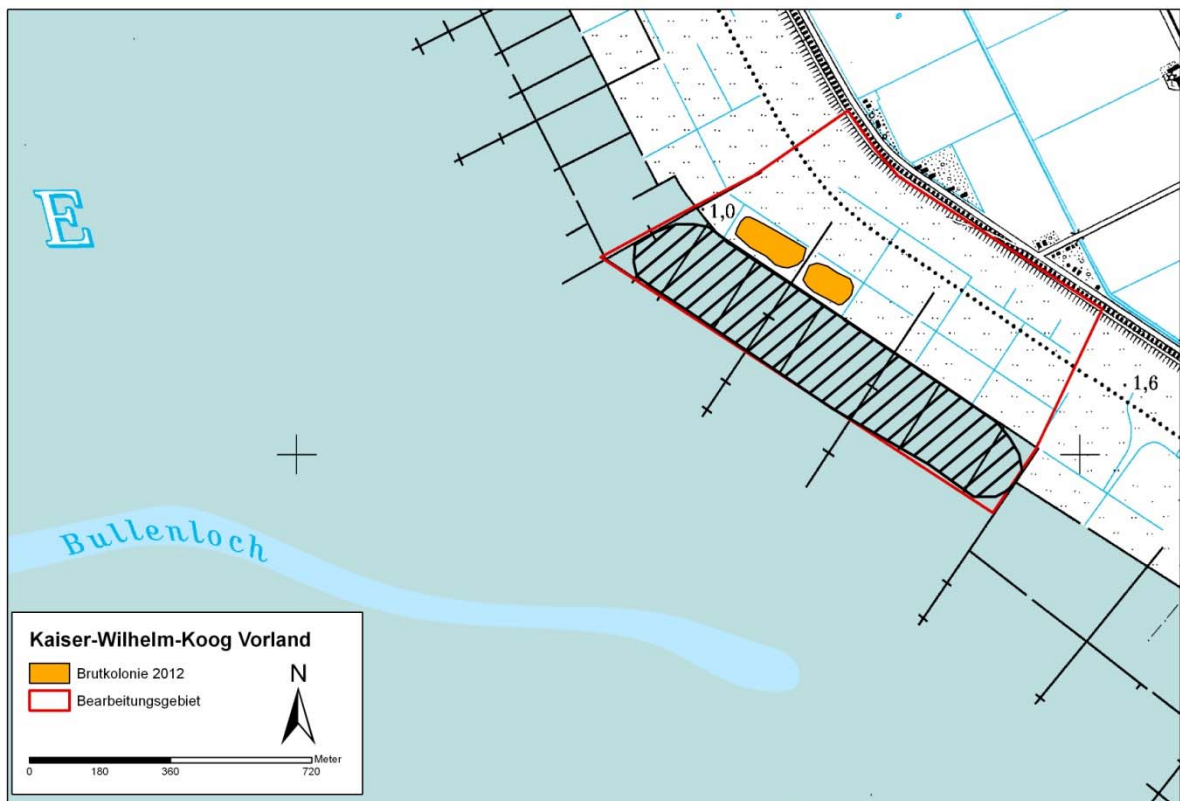 E
1,0
1,6
Bullenloch
Kaiser-Wilhelm-Koog Vorland
Brutkolonie 2012
Bearbeitungsgebiet
N
Meter
0 180 360 720